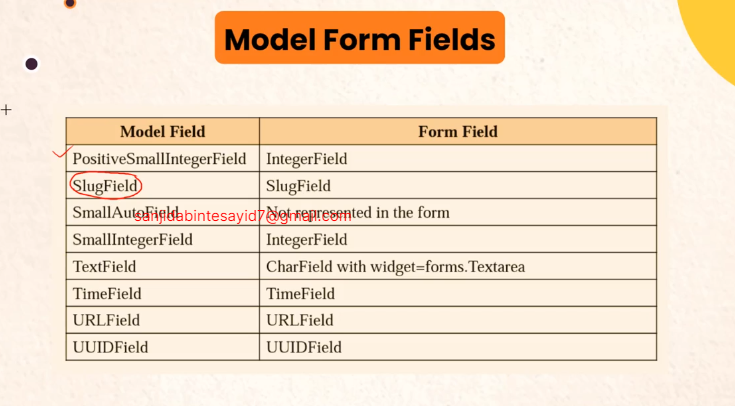 Model Form Fields
Model Field Form Field
PositiveSmallIntegerField IntegerField
SlugField SlugField
SmallAutoField Not represented in the form
sanjidabintesayid7@gmail.com
SmallIntegerField IntegerField
TextField CharField with widget=forms.Textarea
TimeField TimeField
URLField URLField
UUIDField UUIDField